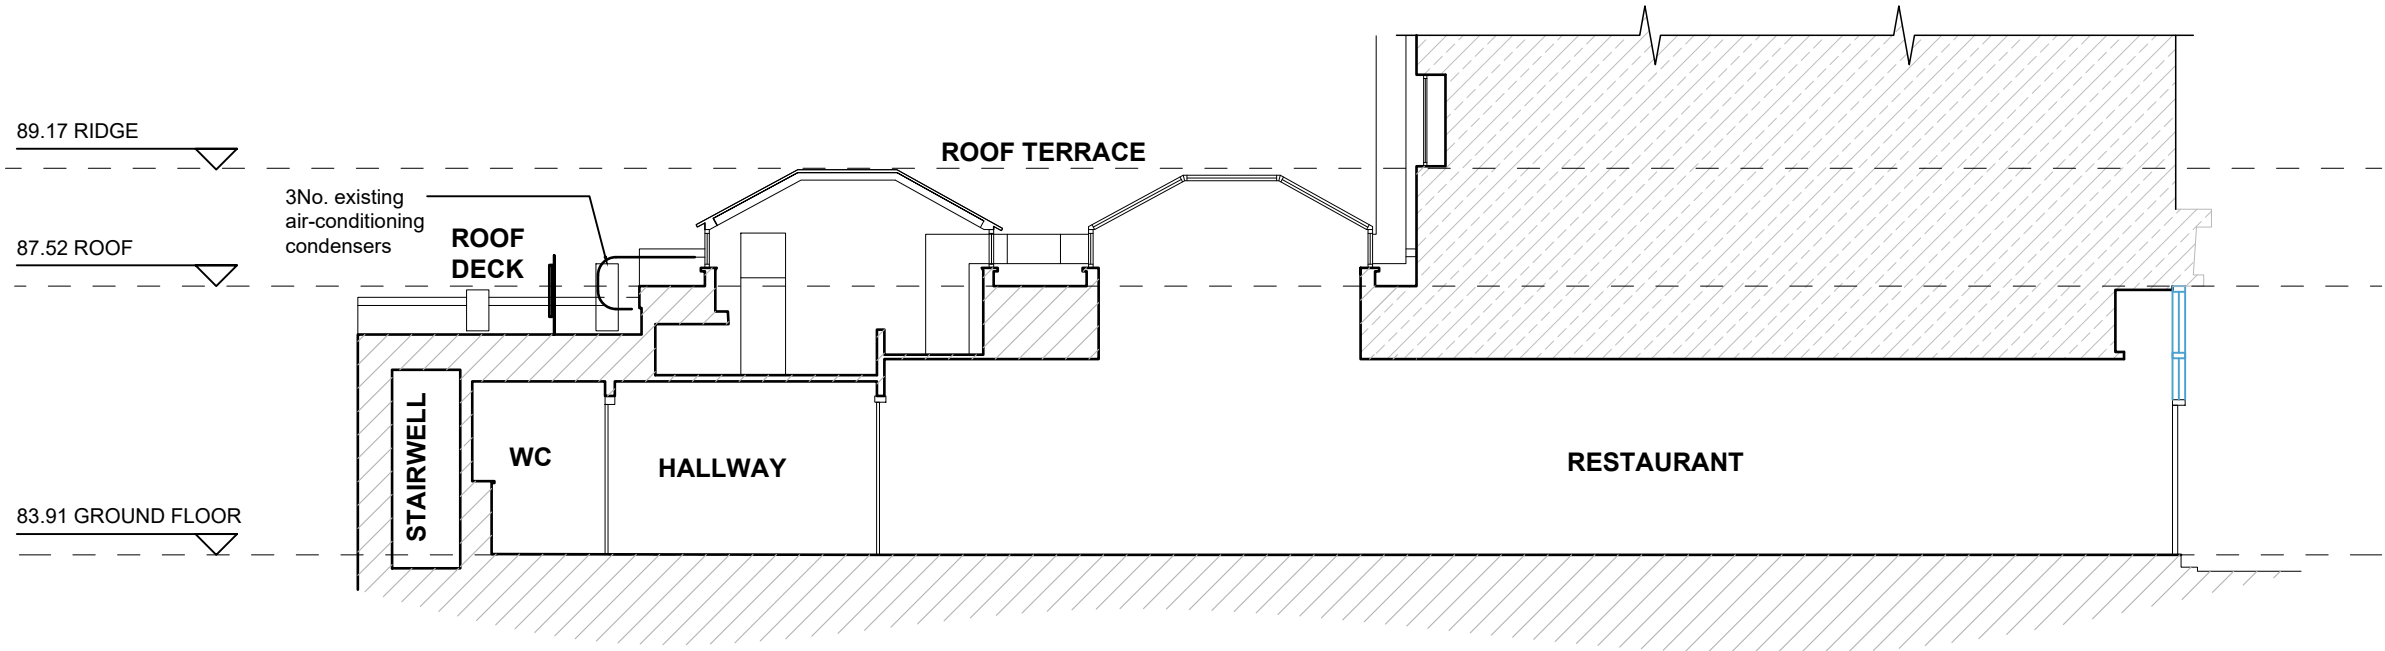 89.17 RIDGE
ROOF TERRACE
3No. existing
air-conditioning
condensers
87.52 ROOF
ROOF
DECK
STAIRWELL
WC
HALLWAY
RESTAURANT
83.91 GROUND FLOOR